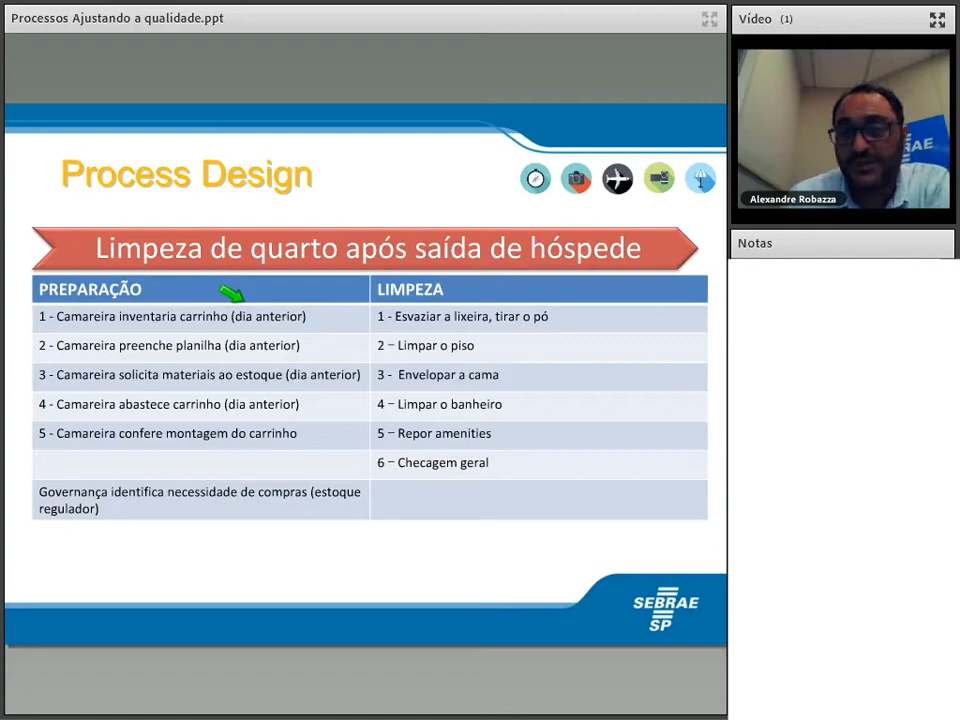 Processos Ajustando a qualidade.ppt
Vídeo (1)
Process Design
EAE
Alexandre Robazza
Notas
Limpeza de quarto após saída de hóspede
PREPARAÇÃO
LIMPEZA
1 - Camareira inventaria carrinho (dia anterior)
1 - Esvaziar a lixeira, tirar o pó
2 - Camareira preenche planilha (dia anterior)
2 – Limpar o piso
3 - Camareira solicita materiais ao estoque (dia anterior)
3 - Envelopar a cama
4 - Camareira abastece carrinho (dia anterior)
4 – Limpar o banheiro
5 - Camareira confere montagem do carrinho
5 – Repor amenities
6 – Checagem geral
Governança identifica necessidade de compras (estoque
regulador)
SEBRAE
SP